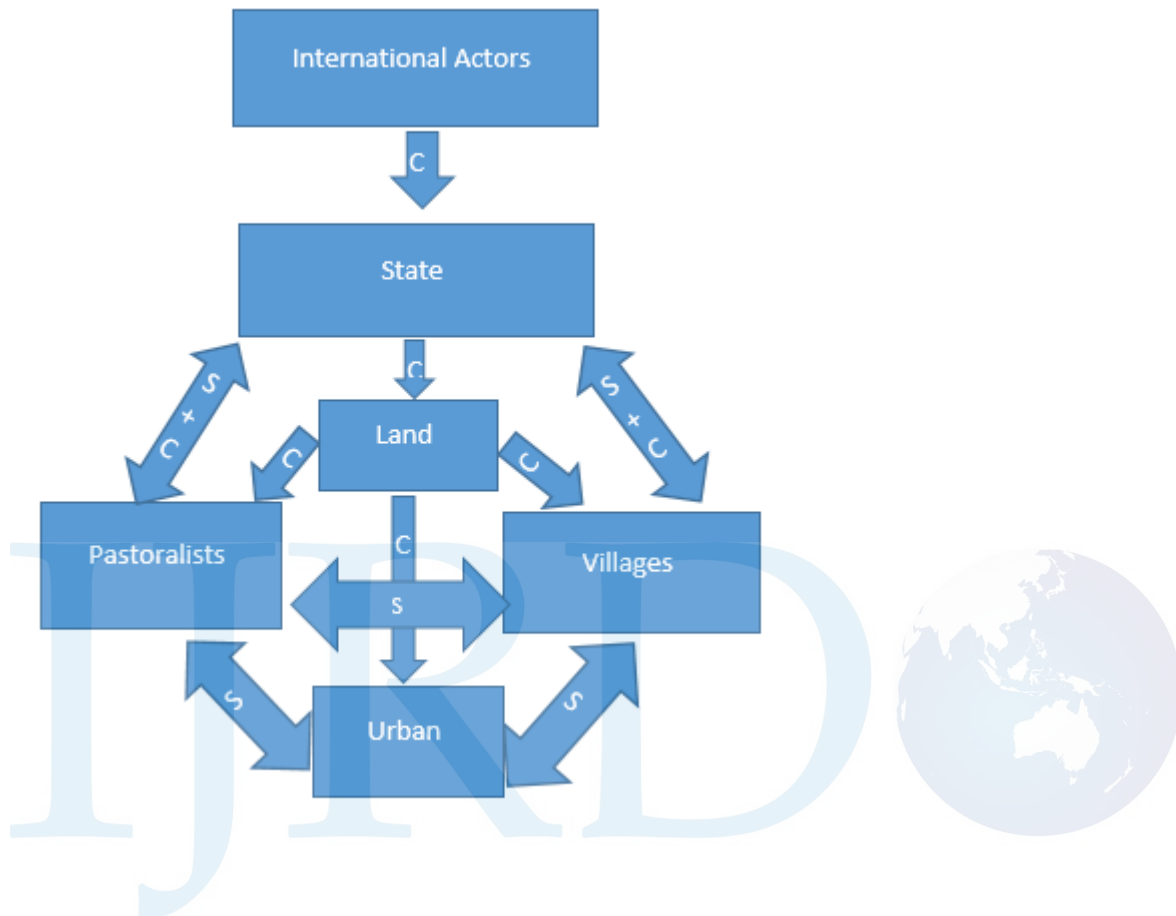 International Actors
C
State
C
S + C
S + C
Land
C
C
Pastoralists
C
Villages
S
S
S
Urban
IJRD